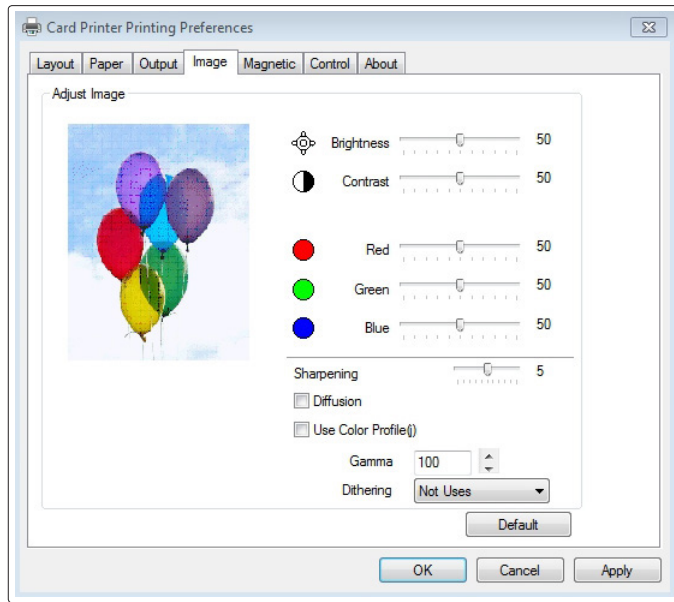 Card Printer Printing Preferences
Layout Paper Output Image Magnetic Control About
Adjust Image
Brightness 50
Contrast 50
Red 50
Green 50
Blue 50
Sharpening 5
Diffusion
Use Color Profile(j)
Gamma 100
Dithering Not Uses
Default
OK Cancel Apply